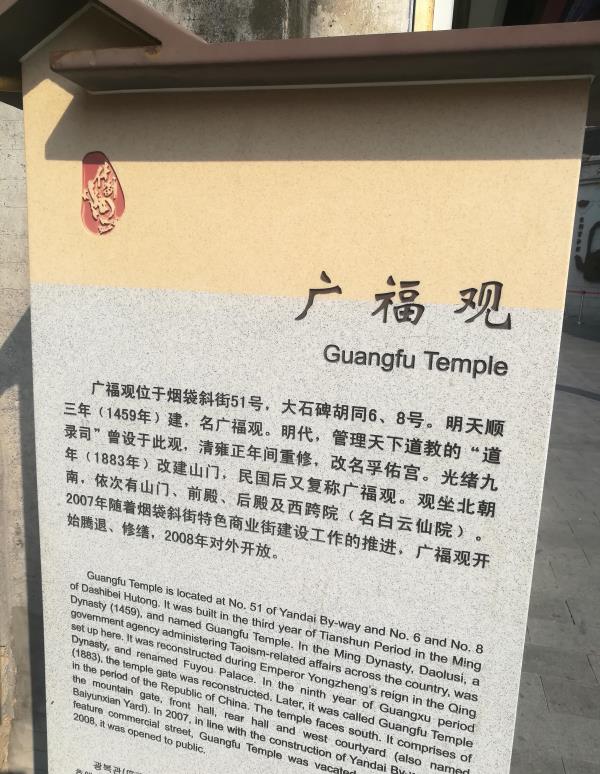 广福观
Guangfu Temple
广福观位于烟袋斜街51号，大石碑胡同6、8号。明天顺
三年（1459年）建，名广福观。明代，管理天下道教的“道
录司”曾设于此观，清雍正年间重修，改名孚佑宫。光绪九
年（1883年）改建山门，民国后又复称广福观。观坐北朝
南，依次有山门、前殿、后殿及西跨院（名白云仙院）。
2007年随着烟袋斜街特色商业街建设工作的推进，广福观开
始腾退、修缮，2008年对外开放。
Guangfu Temple is located at No. 51 of Yandai By-way and No. 6 and No. 8
of Dashibei Hutong. It was built in the third year of Tianshun Period in the Ming
Dynasty (1459), and named Guangfu Temple. In the Ming Dynasty, Daolusi, a
government agency administering Taoism-related affairs across the country, was
set up here. It was reconstructed during Emperor Yongzheng's reign in the Qing
Dynasty, and renamed Fuyou Palace. In the ninth year of Guangxu period
(1883), the temple gate was reconstructed. Later, it was called Guangfu Temple
in the period of the Republic of China. The temple faces south. It comprises of
the mountain gate, front hall, rear hall and west courtyard (also named
Baiyunxian Yard). In 2007, in line with the construction of Yandai By-
feature commercial street, Guangfu Temple was vacated
2008, it was opened to public.